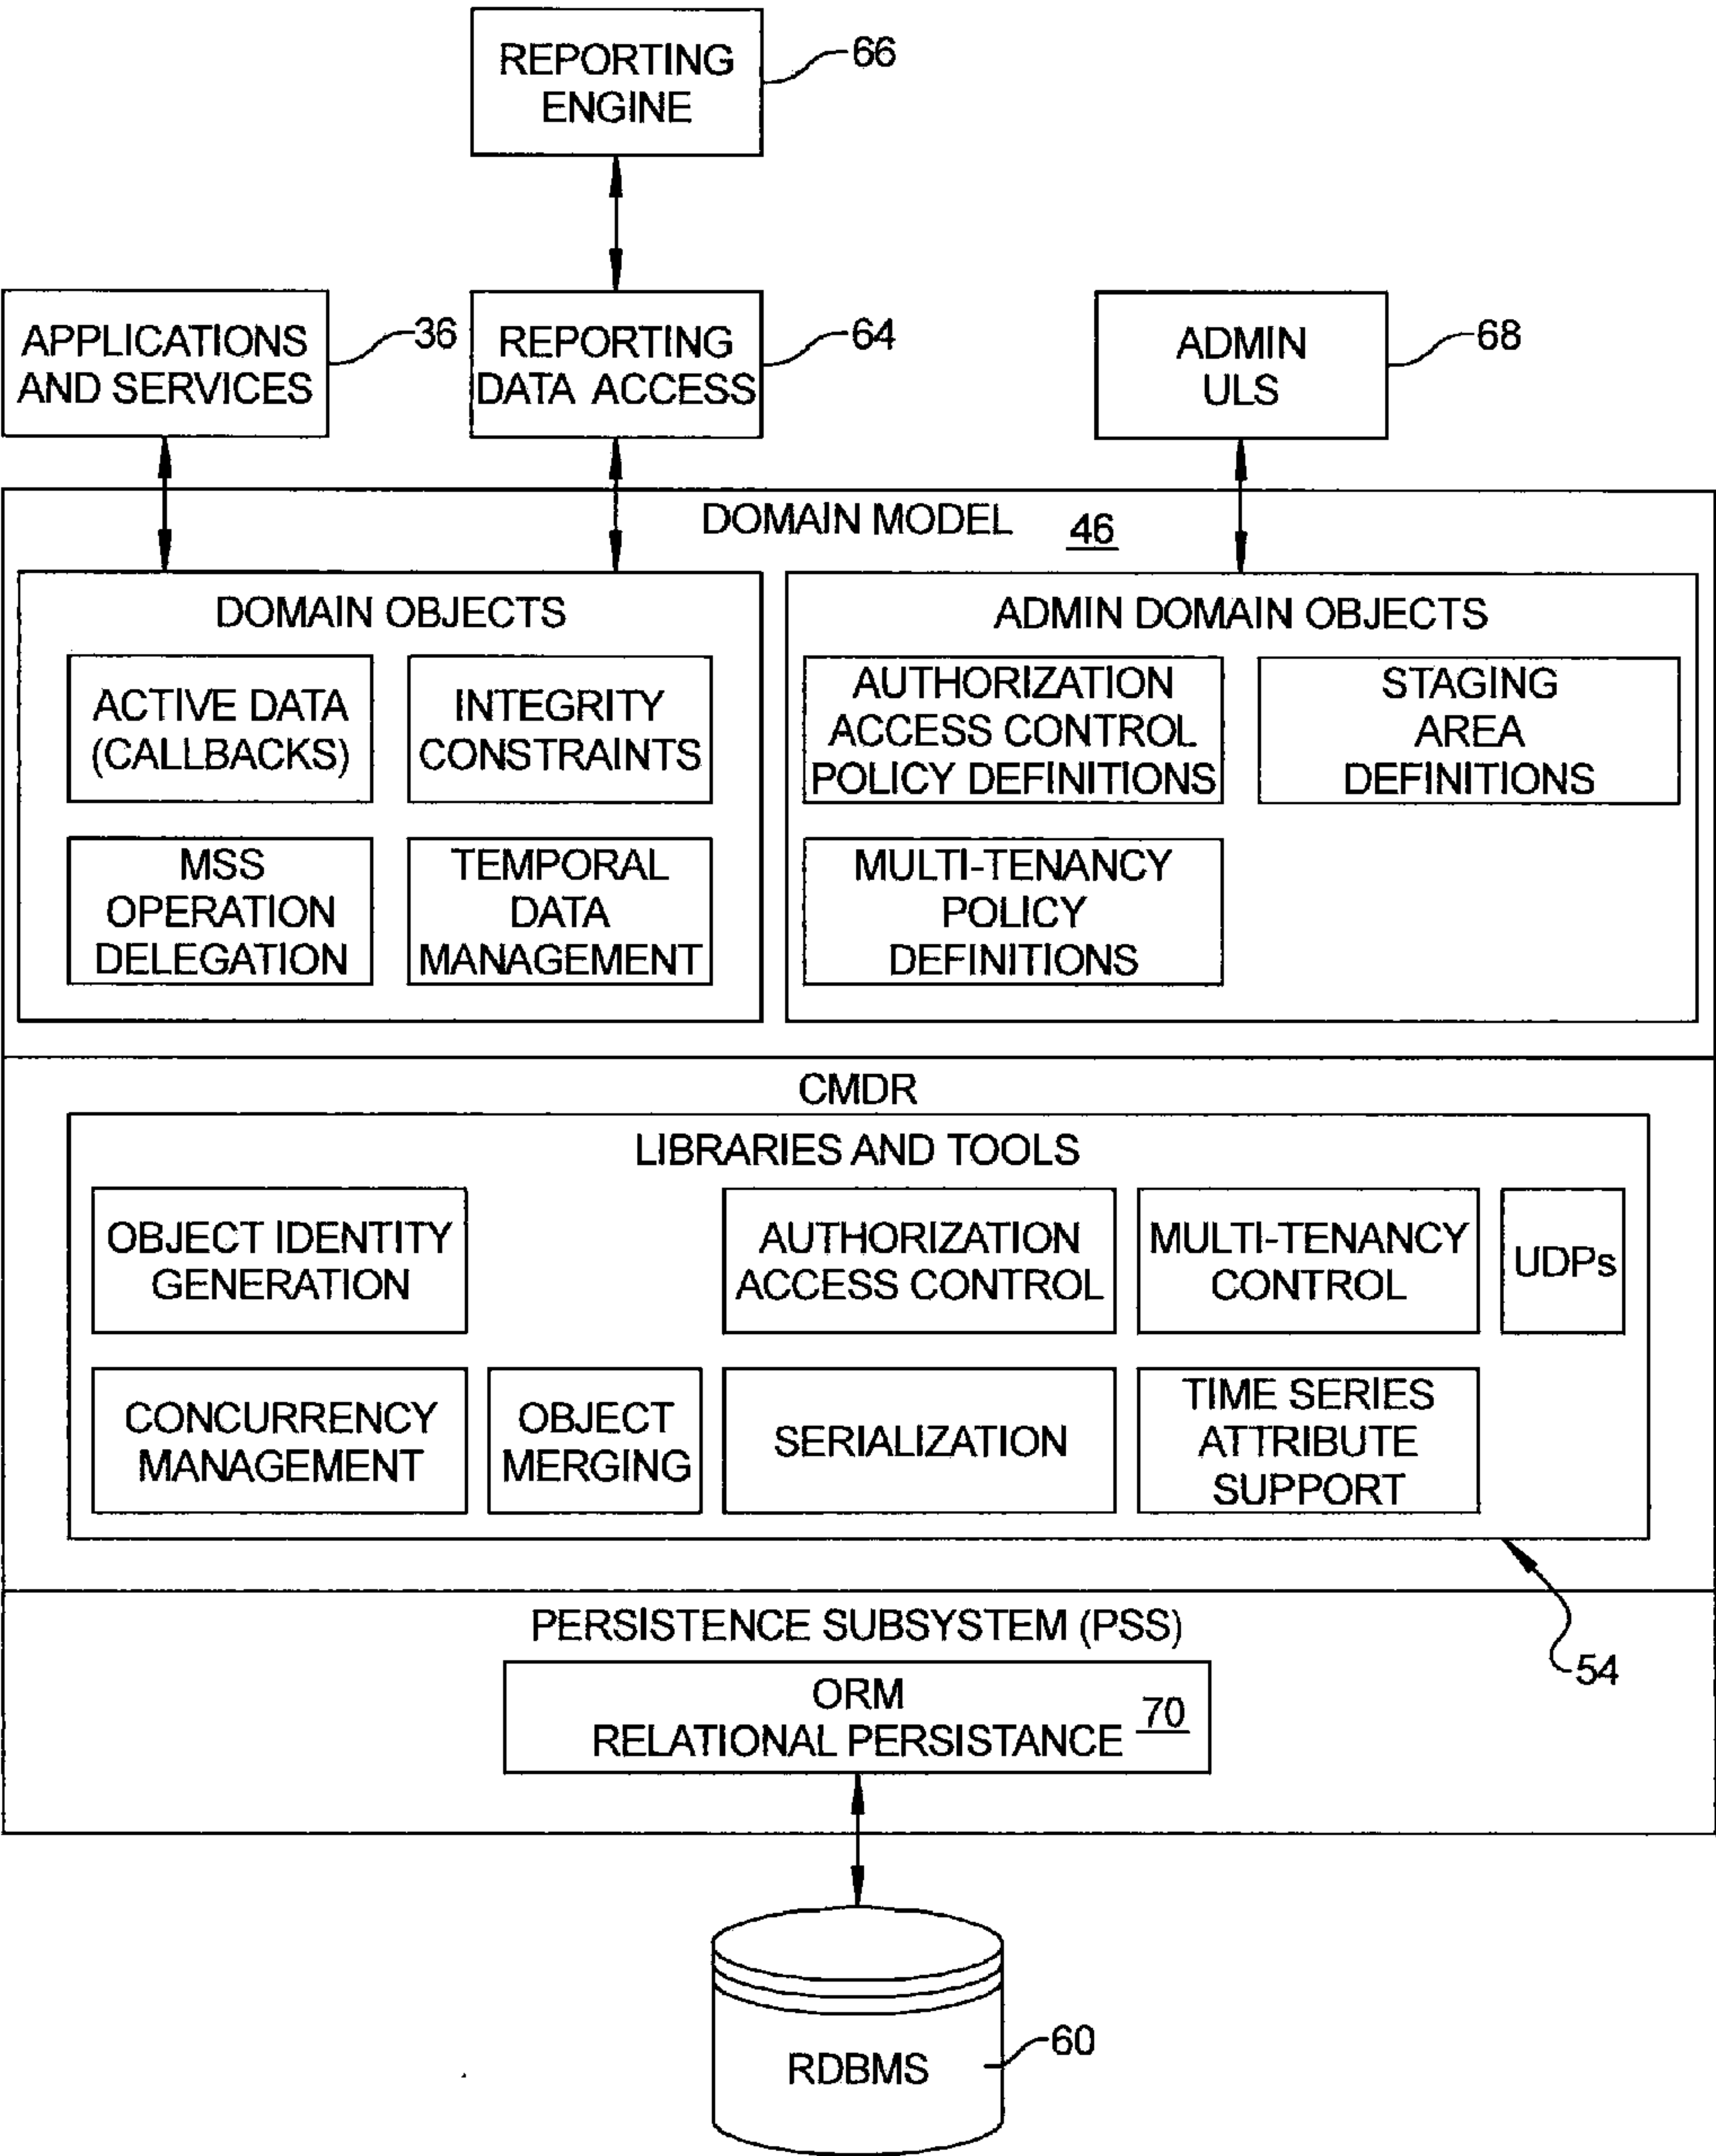 REPORTING
ENGINE
66
APPLICATIONS
AND SERVICES
36
REPORTING
DATA ACCESS
64
ADMIN
ULS
68
DOMAIN MODEL 46
DOMAIN OBJECTS
ACTIVE DATA
(CALLBACKS)
INTEGRITY
CONSTRAINTS
MSS
OPERATION
DELEGATION
TEMPORAL
DATA
MANAGEMENT
ADMIN DOMAIN OBJECTS
AUTHORIZATION
ACCESS CONTROL
POLICY DEFINITIONS
STAGING
AREA
DEFINITIONS
MULTI-TENANCY
POLICY
DEFINITIONS
CMDR
LIBRARIES AND TOOLS
OBJECT IDENTITY
GENERATION
AUTHORIZATION
ACCESS CONTROL
MULTI-TENANCY
CONTROL
UDPs
CONCURRENCY
MANAGEMENT
OBJECT
MERGING
SERIALIZATION
TIME SERIES
ATTRIBUTE
SUPPORT
54
PERSISTENCE SUBSYSTEM (PSS)
ORM
RELATIONAL PERSISTANCE 70
RDBMS
60